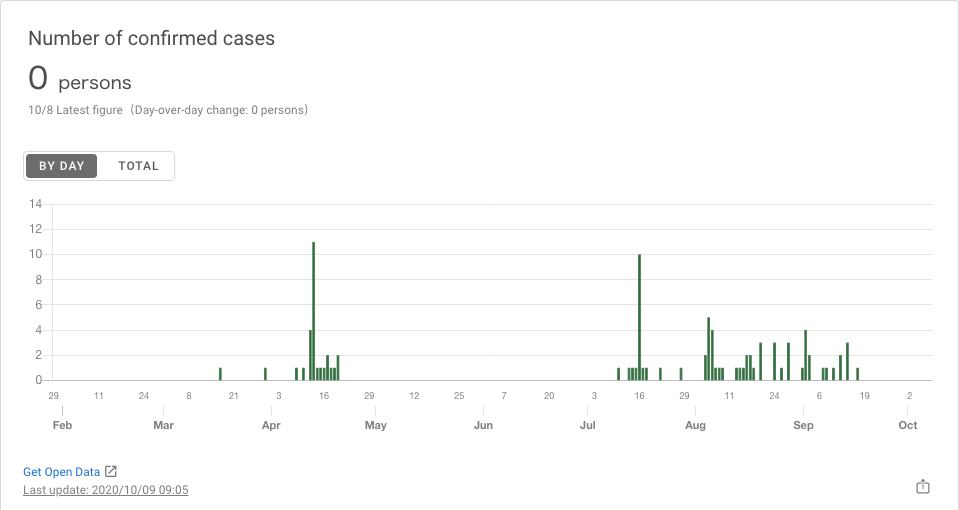 Number of confirmed cases
0 persons
10/8 Latest figure（Day-over-day change: 0 persons）
BY DAY TOTAL
14
12
10
8
6
4
2
0
29 11 24 8 21 3 16 29 12 25 7 20 3 16 29 11 24 6 19 2
Feb Mar Apr May Jun Jul Aug Sep Oct
Get Open Data
Last update: 2020/10/09 09:05